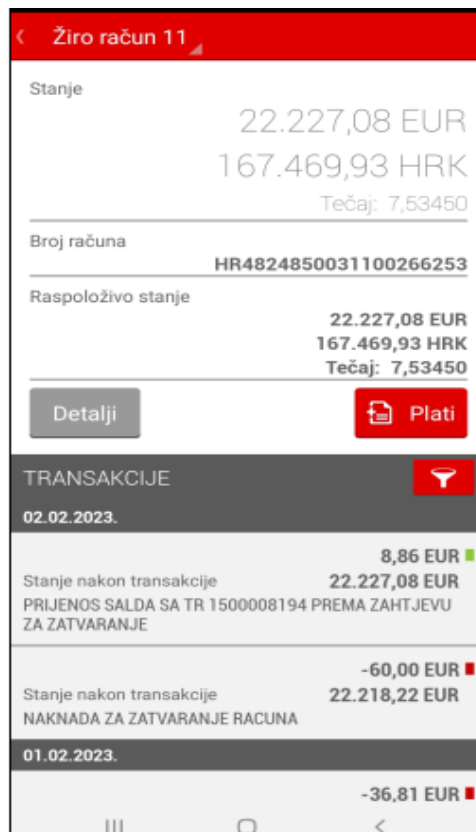 Žiro račun 11
Stanje
22.227,08 EUR
167.469,93 HRK
Tečaj: 7,53450
Broj računa
HR4824850031100266253
Raspoloživo stanje
22.227,08 EUR
167.469,93 HRK
Tečaj: 7,53450
Detalji
Plati
TRANSAKCIJE
02.02.2023.
8,86 EUR
Stanje nakon transakcije 22.227,08 EUR
PRIJENOS SALDA SA TR 1500008194 PREMA ZAHTJEVU
ZA ZATVARANJE
-60,00 EUR
Stanje nakon transakcije 22.218,22 EUR
NAKNADA ZA ZATVARANJE RACUNA
01.02.2023.
-36,81 EUR